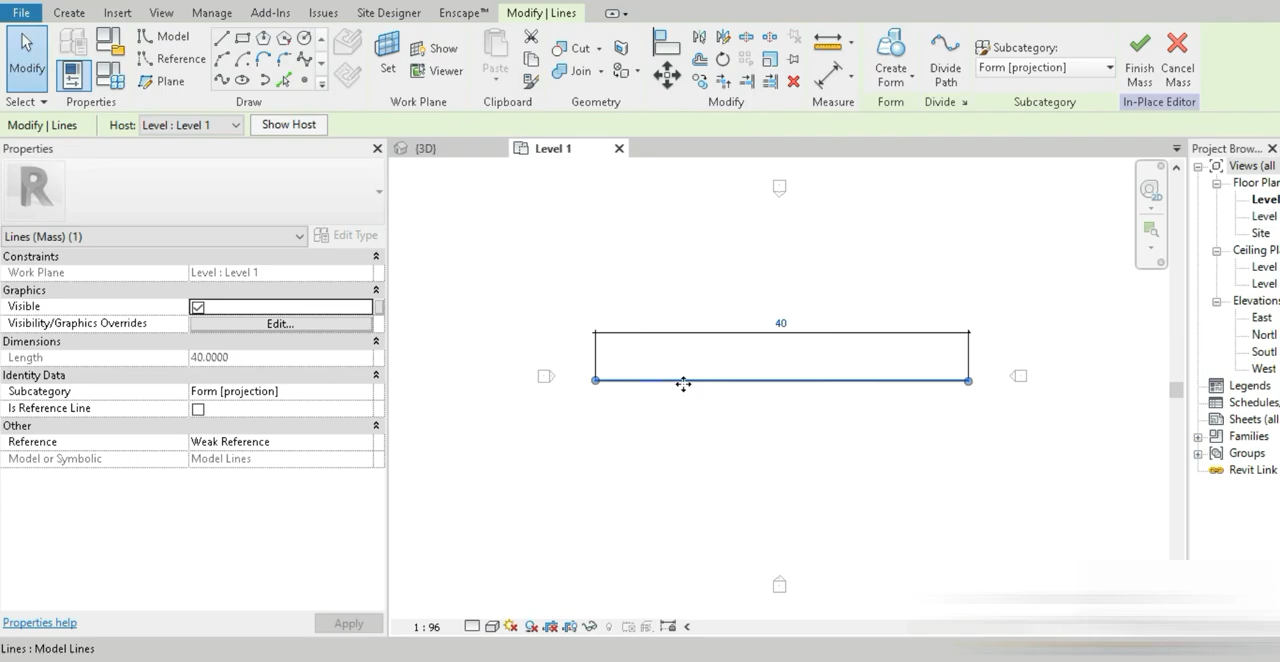 File Create Insert View Manage Add-Ins Issues Site Designer Enscape™ Modify | Lines
Model
Reference
Plane
Modify
Set
Show
Viewer
Paste
Cut
Join
Create
Form
Divide
Path
Subcategory:
Form [projection]
Finish
Mass
Cancel
Mass
Select Properties Draw Work Plane Clipboard Geometry Modify Measure Form Divide Subcategory In-Place Editor
Modify | Lines Host: Level : Level 1 Show Host
Properties
{3D}
Level 1
Project Brow...
R
Lines (Mass) (1) Edit Type
Constraints
Work Plane Level : Level 1
Graphics
Visible
Visibility/Graphics Overrides Edit...
Dimensions
Length 40.0000
Identity Data
Subcategory Form [projection]
Is Reference Line
Other
Reference Weak Reference
Model or Symbolic Model Lines
2D
40
Views (all
Floor Plan
Level
Level
Site
Ceiling Pl
Level
Level
Elevations
East
Nortl
Soutl
West
Legends
Schedules,
Sheets (all
Families
Groups
Revit Link
Properties help Apply
1 : 96
Lines : Model Lines